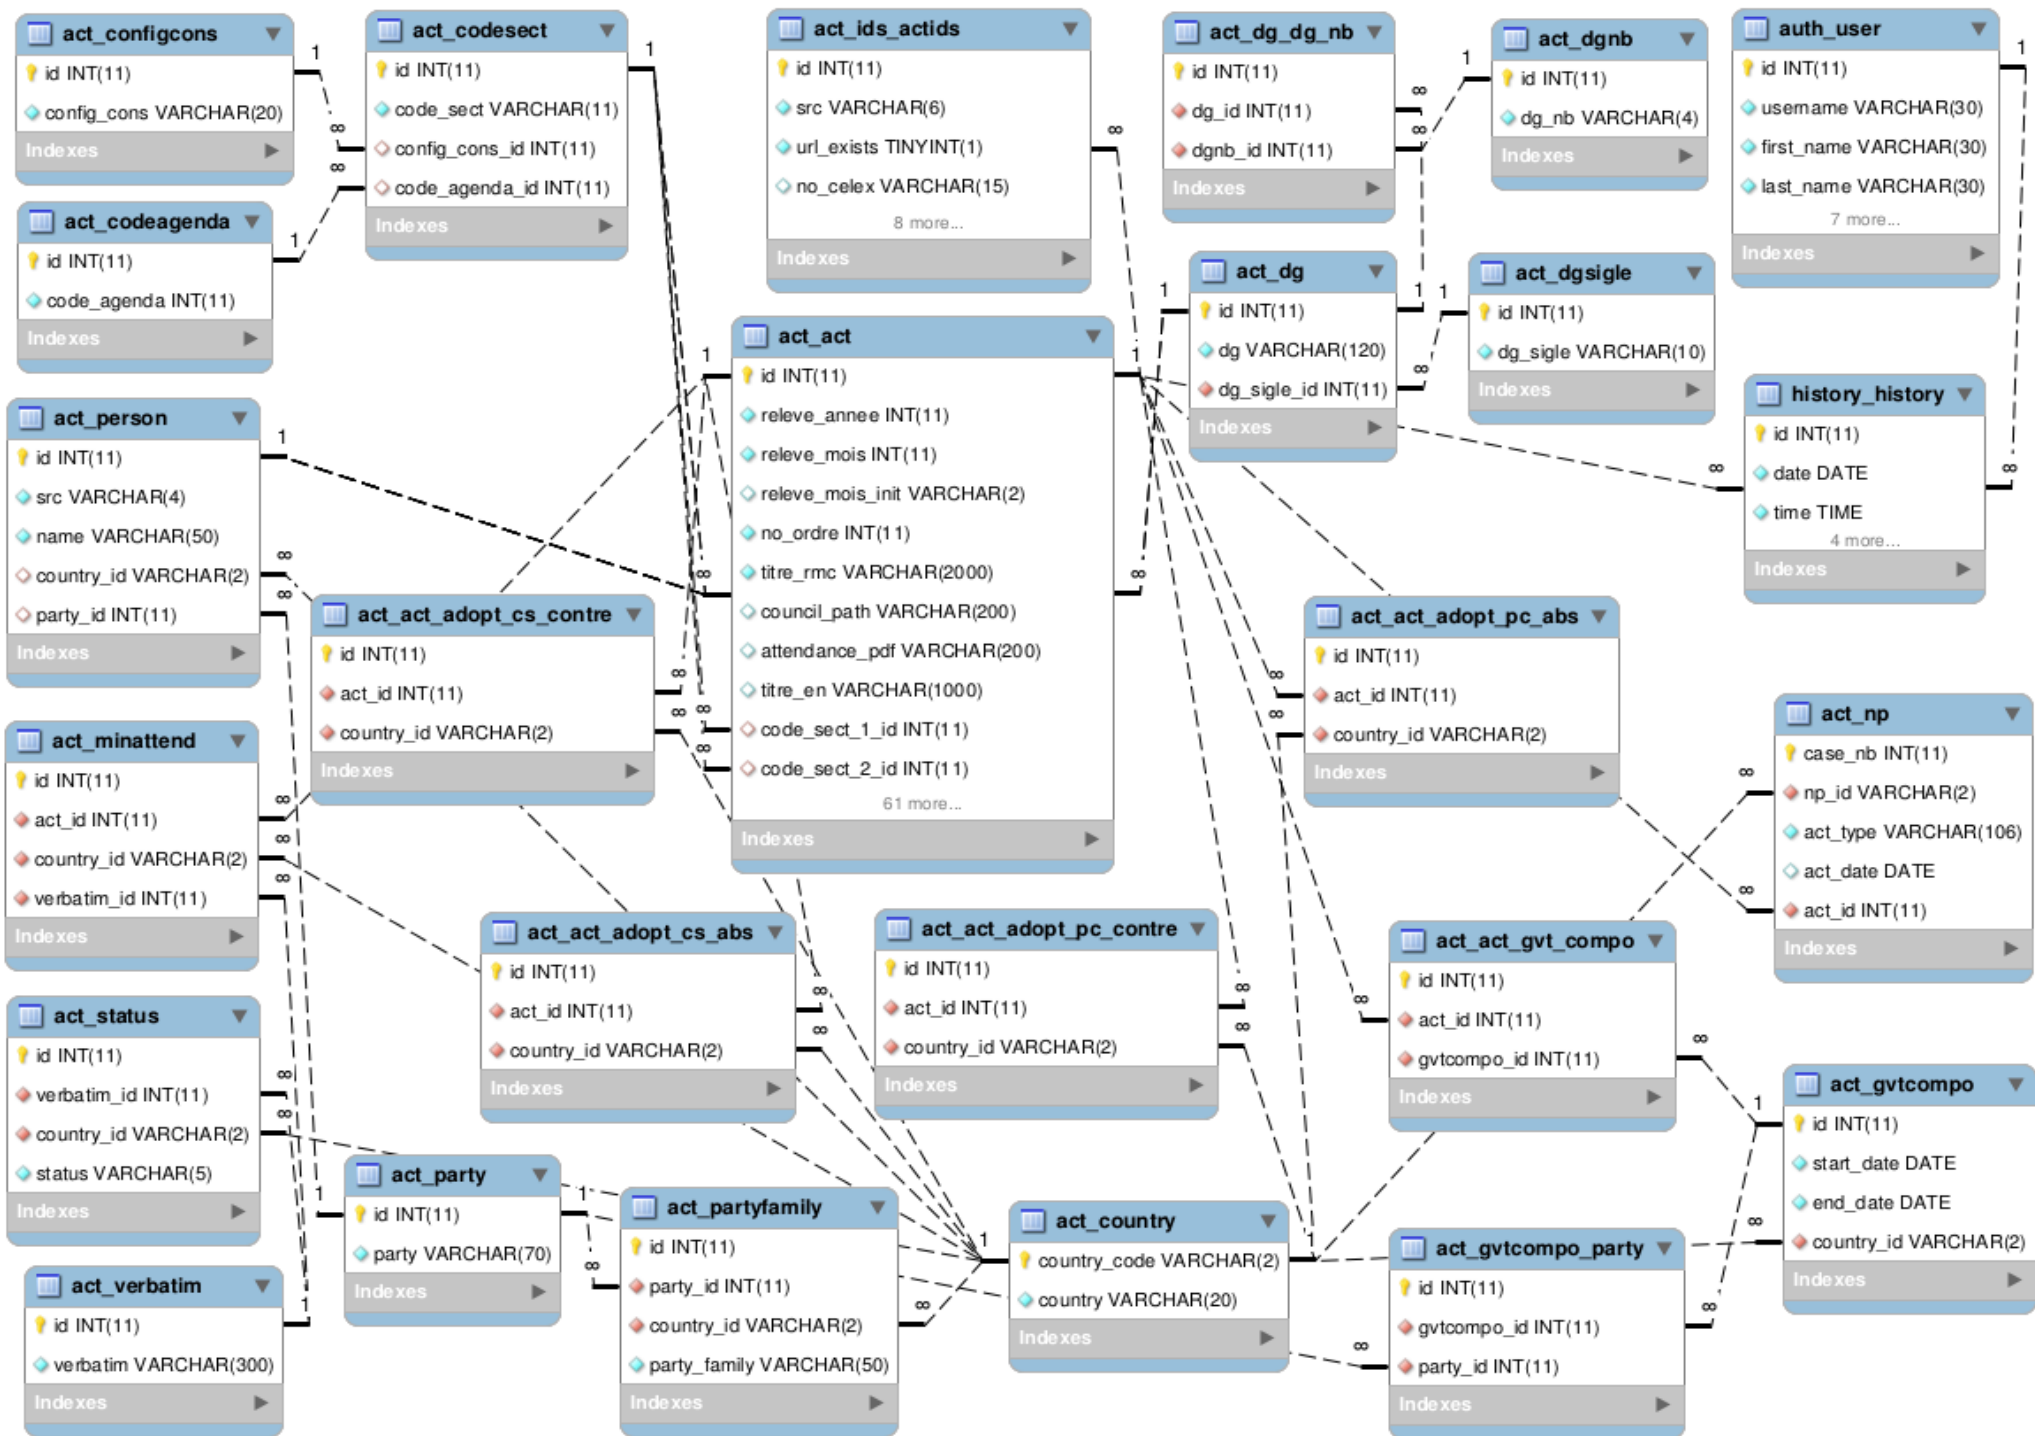 act_configcons
id INT(11)
config_cons VARCHAR(20)
Indexes
act_codesect
id INT(11)
code_sect VARCHAR(11)
config_cons_id INT(11)
code_agenda_id INT(11)
Indexes
act_ids_actids
id INT(11)
src VARCHAR(6)
url_exists TINYINT(1)
no_celex VARCHAR(15)
8 more...
Indexes
act_dg_dg_nb
id INT(11)
dg_id INT(11)
dgnb_id INT(11)
Indexes
act_dgnb
id INT(11)
dg_nb VARCHAR(4)
Indexes
auth_user
id INT(11)
username VARCHAR(30)
first_name VARCHAR(30)
last_name VARCHAR(30)
7 more...
Indexes
act_codeagenda
id INT(11)
code_agenda INT(11)
Indexes
act_dg
id INT(11)
dg VARCHAR(120)
dg_sigle_id INT(11)
Indexes
act_dgsigle
id INT(11)
dg_sigle VARCHAR(10)
Indexes
act_act
id INT(11)
releve_annee INT(11)
releve_mois INT(11)
releve_mois_init VARCHAR(2)
no_ordre INT(11)
titre_rmc VARCHAR(2000)
council_path VARCHAR(200)
attendance_pdf VARCHAR(200)
titre_en VARCHAR(1000)
code_sect_1_id INT(11)
code_sect_2_id INT(11)
61 more...
Indexes
history_history
id INT(11)
date DATE
time TIME
4 more...
Indexes
act_person
id INT(11)
src VARCHAR(4)
name VARCHAR(50)
country_id VARCHAR(2)
party_id INT(11)
Indexes
act_act_adopt_cs_contre
id INT(11)
act_id INT(11)
country_id VARCHAR(2)
Indexes
act_act_adopt_pc_abs
id INT(11)
act_id INT(11)
country_id VARCHAR(2)
Indexes
act_np
case_nb INT(11)
np_id VARCHAR(2)
act_type VARCHAR(106)
act_date DATE
act_id INT(11)
Indexes
act_minattend
id INT(11)
act_id INT(11)
country_id VARCHAR(2)
verbatim_id INT(11)
Indexes
act_act_adopt_cs_abs
id INT(11)
act_id INT(11)
country_id VARCHAR(2)
Indexes
act_act_adopt_pc_contre
id INT(11)
act_id INT(11)
country_id VARCHAR(2)
Indexes
act_act_gvt_compo
id INT(11)
act_id INT(11)
gvtcompo_id INT(11)
Indexes
act_status
id INT(11)
verbatim_id INT(11)
country_id VARCHAR(2)
status VARCHAR(5)
Indexes
act_gvtcompo
id INT(11)
start_date DATE
end_date DATE
country_id VARCHAR(2)
Indexes
act_party
id INT(11)
party VARCHAR(70)
Indexes
act_partyfamily
id INT(11)
party_id INT(11)
country_id VARCHAR(2)
party_family VARCHAR(50)
Indexes
act_country
country_code VARCHAR(2)
country VARCHAR(20)
Indexes
act_gvtcompo_party
id INT(11)
gvtcompo_id INT(11)
party_id INT(11)
Indexes
act_verbatim
id INT(11)
verbatim VARCHAR(300)
Indexes